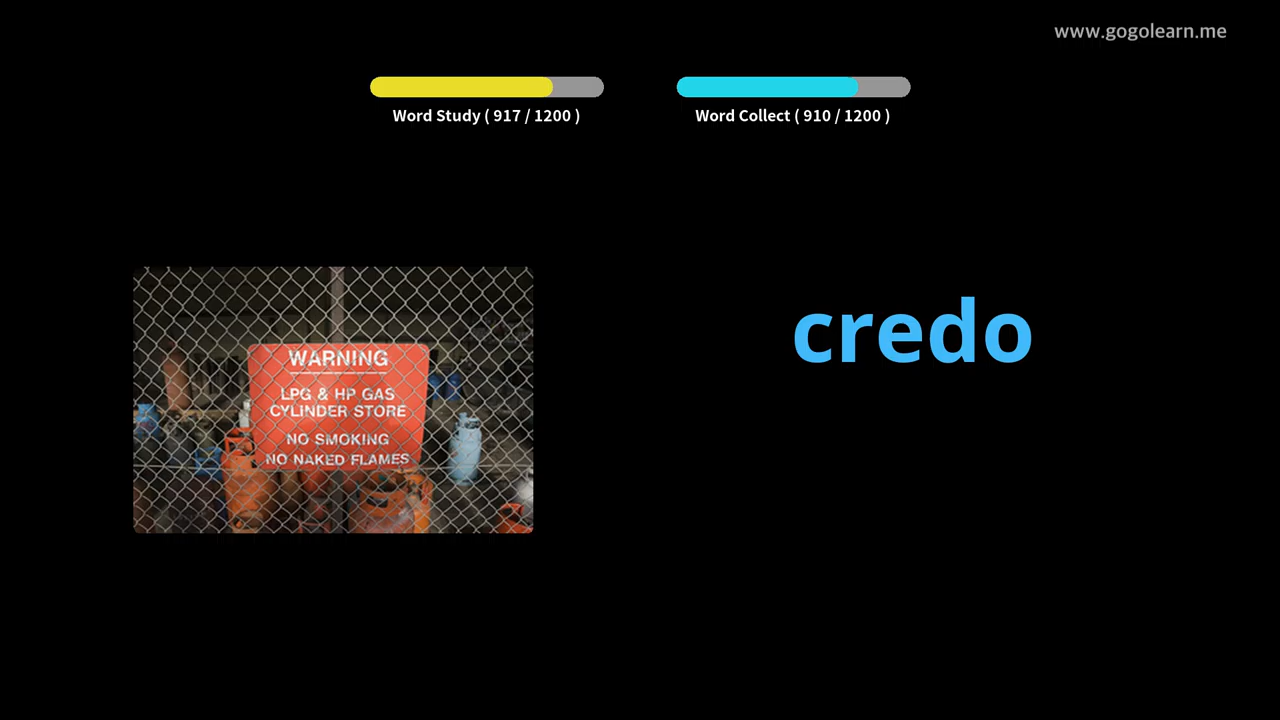 www.gogolearn.me
Word Study ( 917 / 1200 )
Word Collect ( 910 / 1200 )
WARNING
LPG & HP GAS
CYLINDER STORE
NO SMOKING
NO NAKED FLAMES
credo